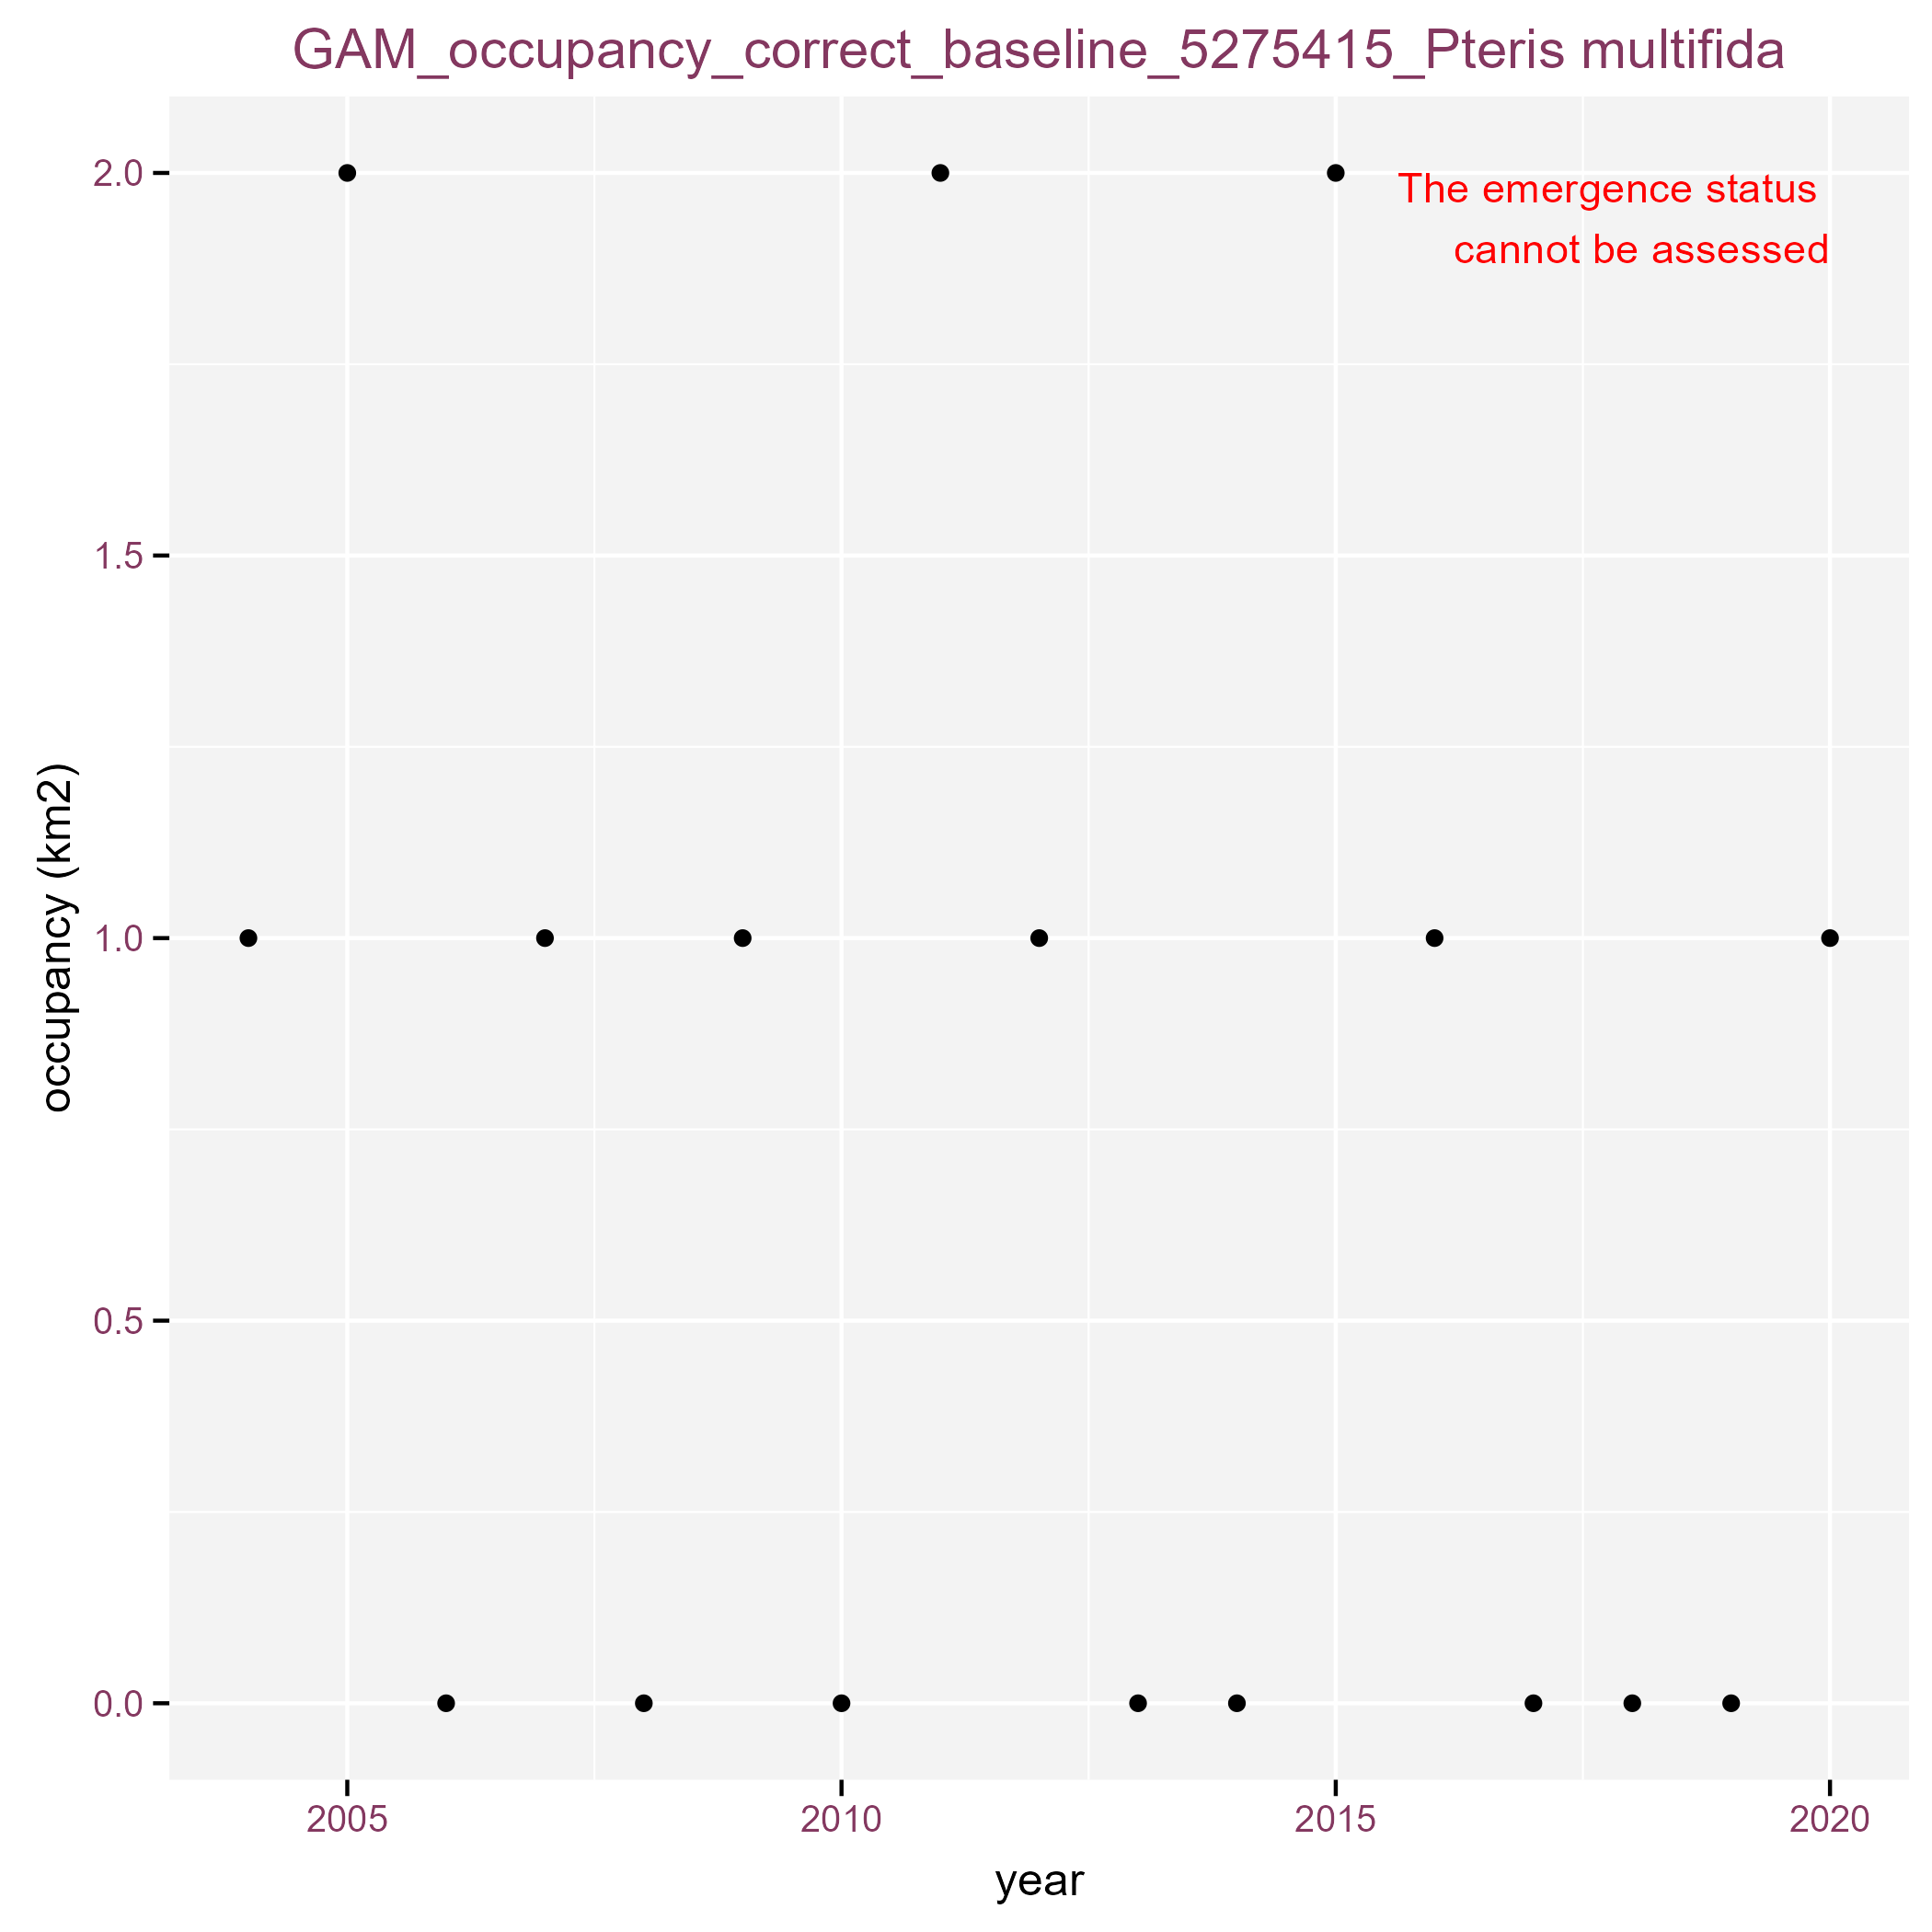 GAM_occupancy_correct_baseline_5275415_Pteris multifida
2.0
The emergence status
cannot be assessed
1.5
occupancy (km2)
1.0
0.5
0.0
2005 2010 2015 2020
year